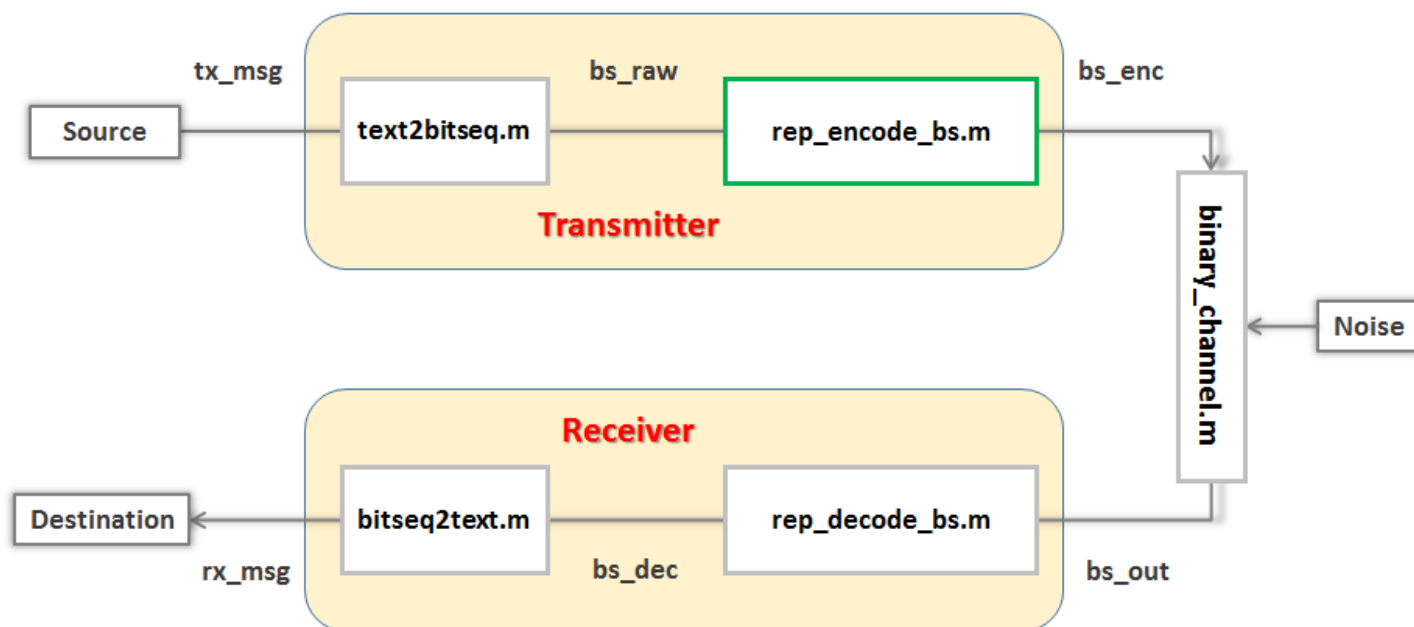 tx_msg
bs_raw
bs_enc
Source
text2bitseq.m
rep_encode_bs.m
Transmitter
binary_channel.m
Noise
Receiver
Destination
bitseq2text.m
rep_decode_bs.m
rx_msg
bs_dec
bs_out